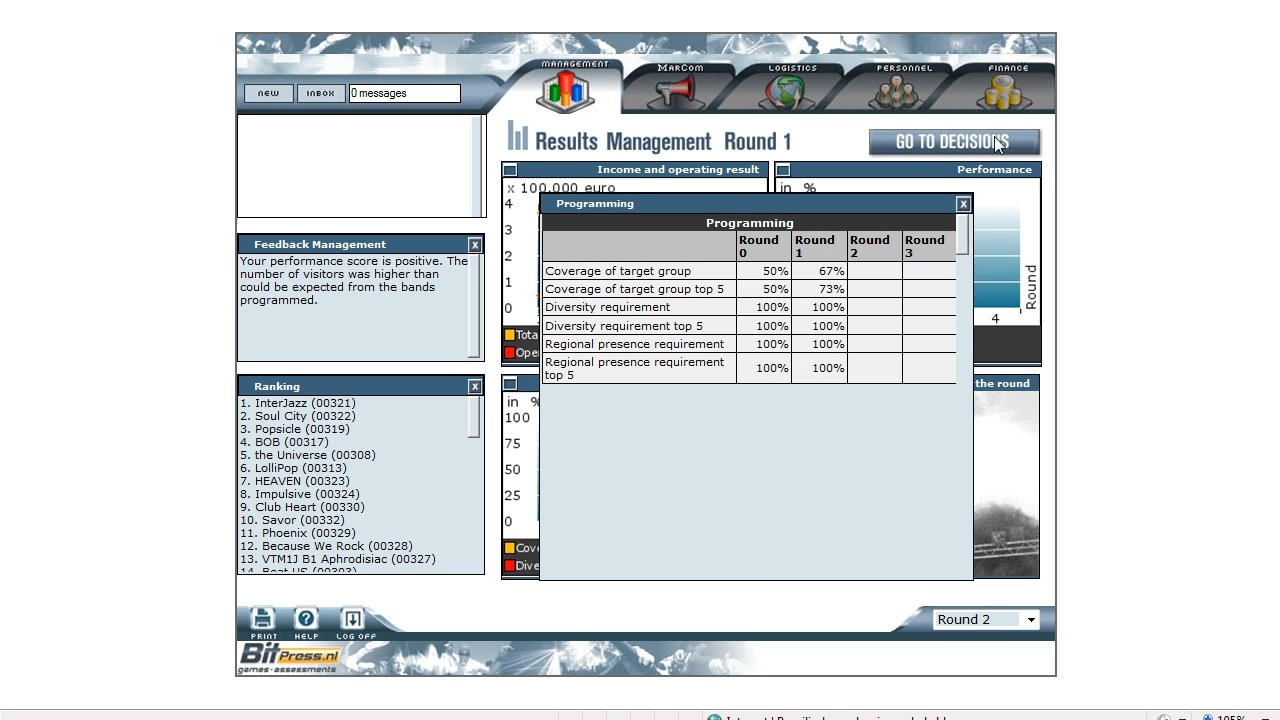 MANAGEMENT
MARCOM
LOGISTICS
PERSONNEL
FINANCE
NEW
INBOX
0 messages
Results Management Round 1
GO TO DECISIONS
Income and operating result
Performance
x 100,000 euro
in %
4
3
2
1
0
Round
4
Programming
x
Programming
Round 0 Round 1 Round 2 Round 3
Coverage of target group 50% 67%
Coverage of target group top 5 50% 73%
Diversity requirement 100% 100%
Diversity requirement top 5 100% 100%
Regional presence requirement 100% 100%
Regional presence requirement
top 5 100% 100%
Feedback Management
x
Your performance score is positive. The
number of visitors was higher than
could be expected from the bands
programmed.
Tota
Ope
Ranking
x
1. InterJazz (00321)
2. Soul City (00322)
3. Popsicle (00319)
4. BOB (00317)
5. the Universe (00308)
6. LolliPop (00313)
7. HEAVEN (00323)
8. Impulsive (00324)
9. Club Heart (00330)
10. Savor (00332)
11. Phoenix (00329)
12. Because We Rock (00328)
13. VTM1J B1 Aphrodisiac (00327)
the round
in %
100
75
50
25
0
Cove
Dive
PRINT
HELP
LOG OFF
Round 2
BitPress.nl
games-assessments
105%